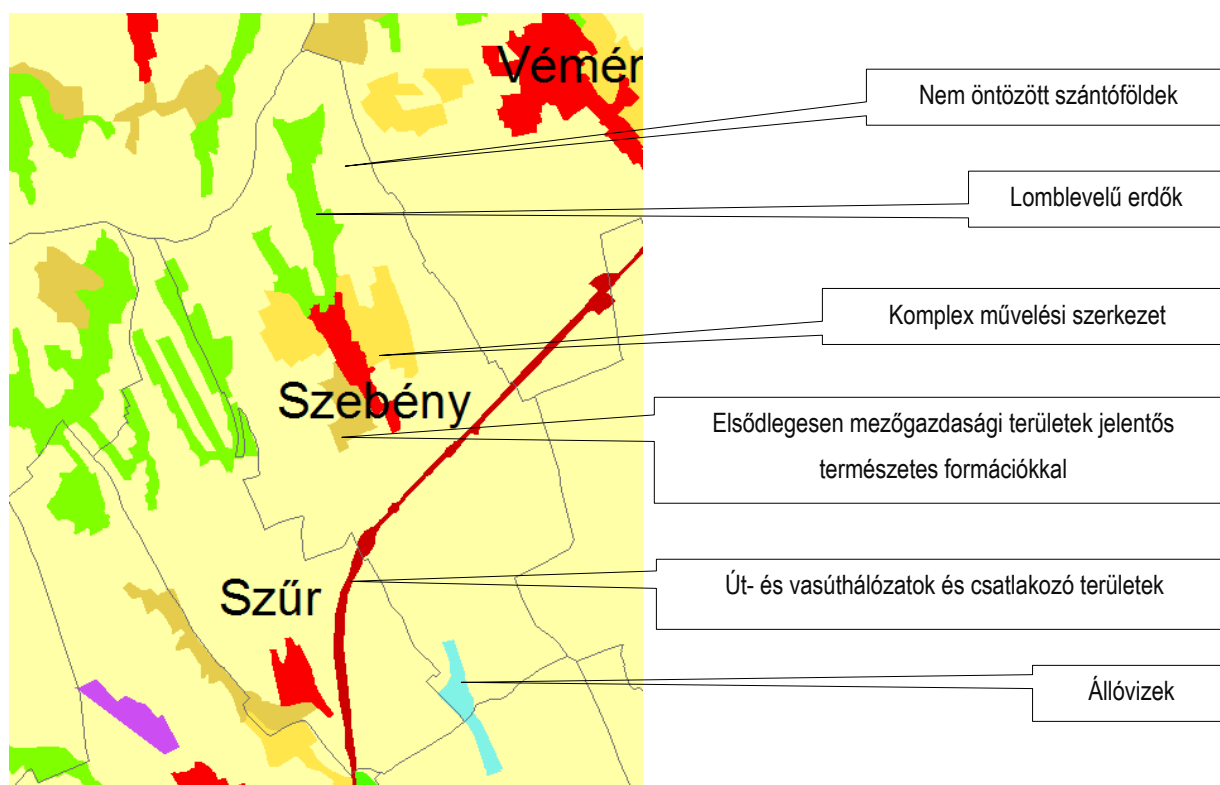 Vémén
Nem öntözött szántóföldek
Lomblevelű erdők
Komplex művelési szerkezet
Szebény
Elsődlegesen mezőgazdasági területek jelentős
természetes formációkkal
Szűr
Út- és vasúthálózatok és csatlakozó területek
Állóvizek